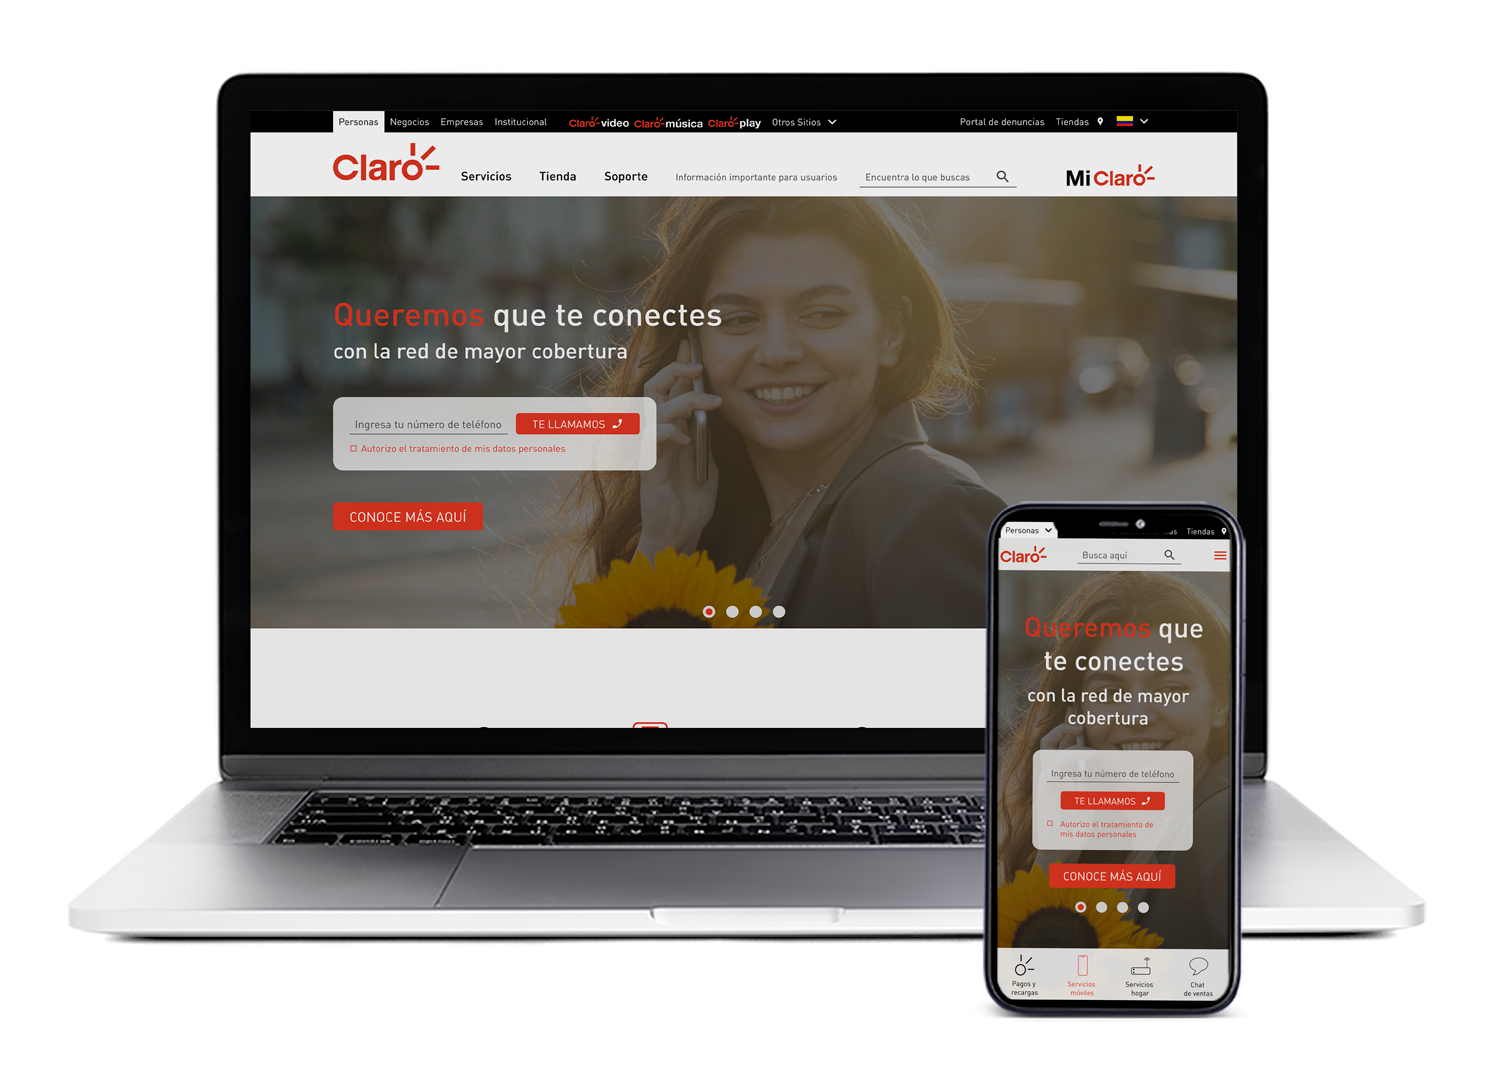 Personas Negocios Empresas Institucional Claro video Claro música Claro play Otros Sitios Portal de denuncias Tiendas
Claro Servicios Tienda Soporte Información importante para usuarios Encuentra lo que buscas Mi Claro
Queremos que te conectes
con la red de mayor cobertura
Ingresa tu número de teléfono TE LLAMAMOS
Autorizo el tratamiento de mis datos personales
CONOCE MÁS AQUÍ
Personas Tiendas
Claro Busca aquí
Queremos que
te conectes
con la red de mayor
cobertura
Ingresa tu número de teléfono
TE LLAMAMOS
Autorizo el tratamiento de
mis datos personales
CONOCE MÁS AQUÍ
Pagos y Servicios Servicios Chat
recargas móviles hogar de ventas